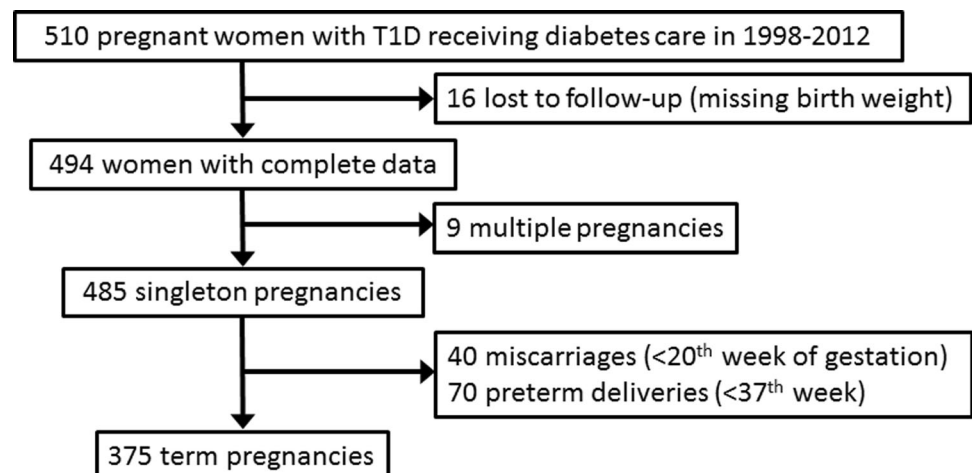 510 pregnant women with T1D receiving diabetes care in 1998-2012
16 lost to follow-up (missing birth weight)
494 women with complete data
9 multiple pregnancies
485 singleton pregnancies
40 miscarriages (<20th week of gestation)
70 preterm deliveries (<37th week)
375 term pregnancies